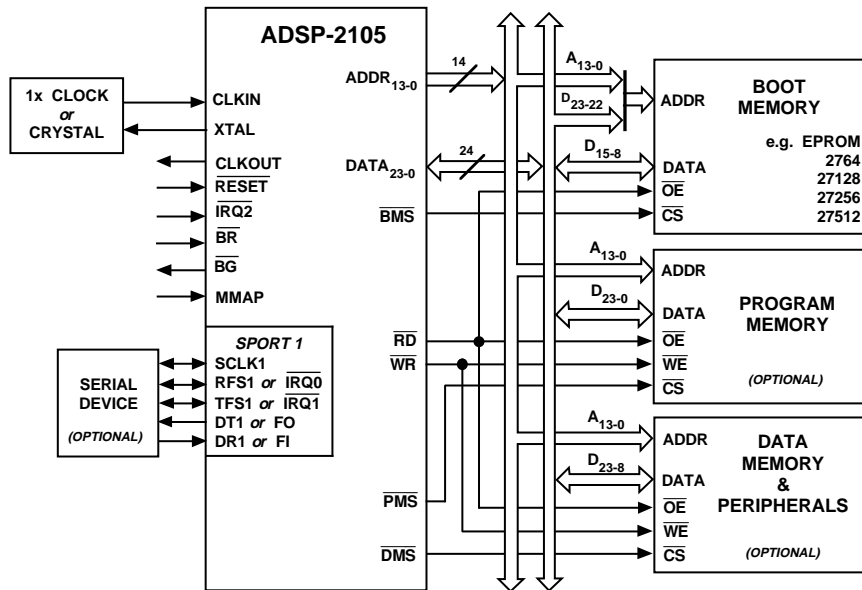 ADSP-2105
1x CLOCK
or
CRYSTAL
CLKIN
XTAL
CLKOUT
RESET
IRQ2
BR
BG
MMAP
SPORT 1
SCLK1
RFS1 or IRQ0
TFS1 or IRQ1
DT1 or FO
DR1 or FI
SERIAL
DEVICE
(OPTIONAL)
ADDR13-0
14
DATA23-0
24
BMS
RD
WR
PMS
DMS
A13-0
D23-22
D15-8
ADDR
DATA
OE
CS
BOOT
MEMORY
e.g. EPROM
2764
27128
27256
27512
A13-0
D23-0
ADDR
DATA
OE
WE
CS
PROGRAM
MEMORY
(OPTIONAL)
A13-0
D23-8
ADDR
DATA
OE
WE
CS
DATA
MEMORY
&
PERIPHERALS
(OPTIONAL)